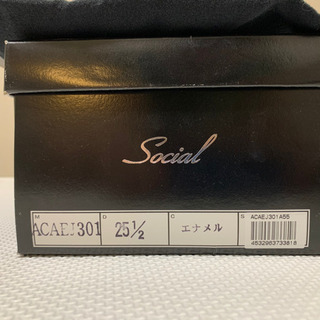 Social
M D C S
ACAEJ301 25½ エナメル ACAEJ301A55
4532963733818